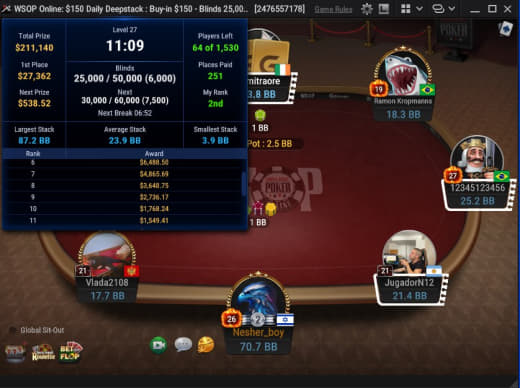 WSOP Online: $150 Daily Deepstack : Buy-in $150 - Blinds 25,00.. [2476557178] Game Rules
Total Prize
$211,140
1st Place
$27,362
Next Prize
$538.52
Level 27
11:09
Blinds
25,000 / 50,000 (6,000)
Next
30,000 / 60,000 (7,500)
Next Break 06:52
Players Left
64 of 1,530
Places Paid
251
My Rank
2nd
Largest Stack
87.2 BB
Average Stack
23.9 BB
Smallest Stack
3.9 BB
Rank Award
6 $6,488.50
7 $4,865.69
8 $3,648.75
9 $2,736.17
10 $1,768.24
11 $1,549.41
mitraore
3.8 BB
19
Ramon Kropmanns
18.3 BB
1 BB
Pot : 2.5 BB
27
12345123456
25.2 BB
POKER
1 BB
21
Vlada2108
17.7 BB
21
JugadorN12
21.4 BB
26
2
Nesher_boy
70.7 BB
Global Sit-Out
BET
FLOP